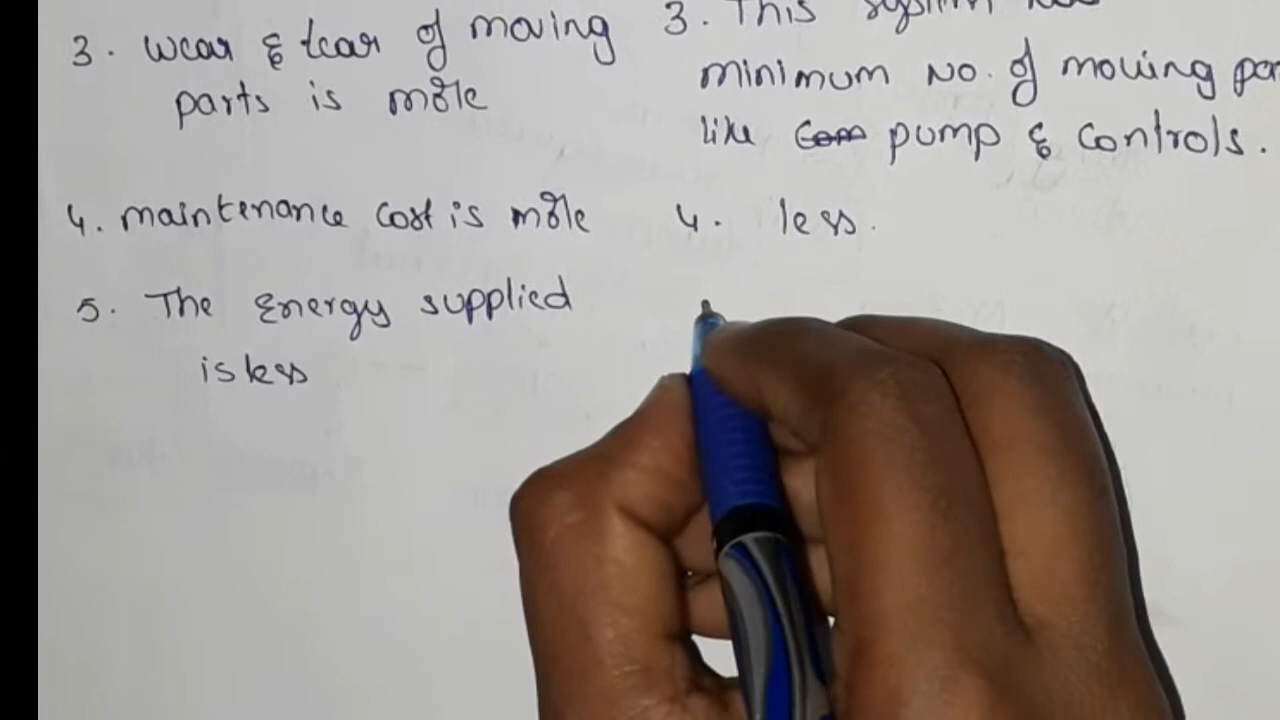 3. Wear & tear of moving
parts is more
4. maintenance cost is more
5. The Energy supplied
is less
3. This system
minimum No. of moving
like pump & controls.
4. less.